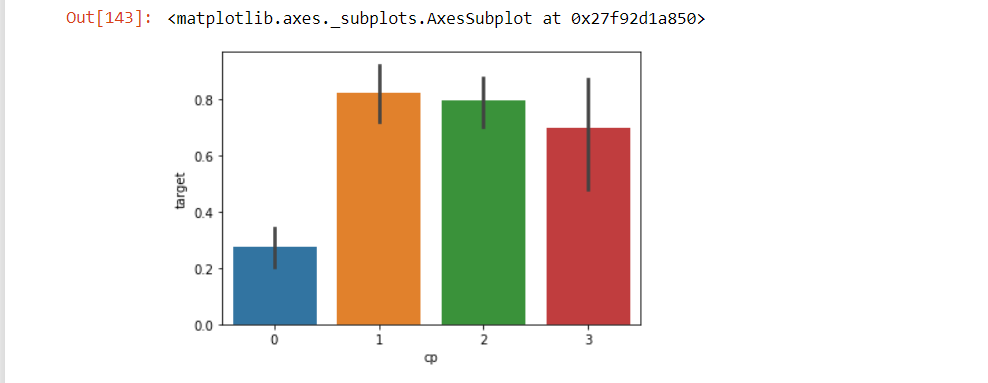 Out[143]: <matplotlib.axes._subplots.AxesSubplot at 0x27f92d1a850>
0.8
0.6
0.4
0.2
0.0
target
0 1 2 3
cp